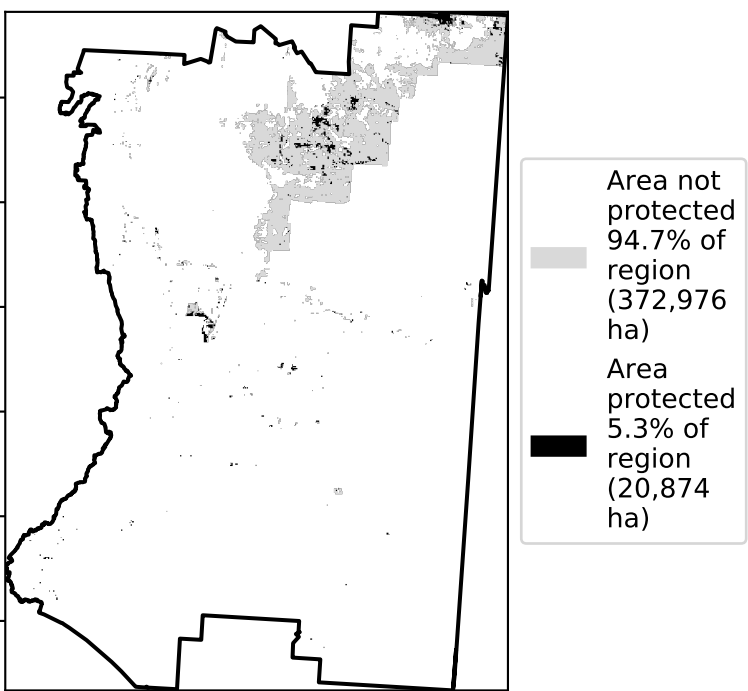 Area not
protected
94.7% of
region
(372,976
ha)
Area
protected
5.3% of
region
(20,874
ha)